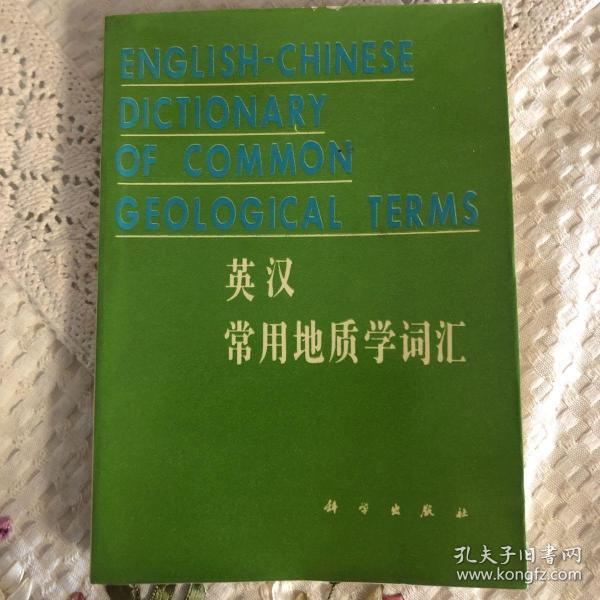 ENGLISH-CHINESE
DICTIONARY
OF COMMON
GEOLOGICAL TERMS
英汉
常用地质学词汇
科学出版社
孔夫子旧书网
www.kongfz.com